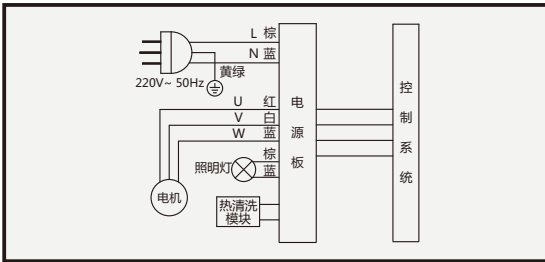 L 棕
N 蓝
黄绿
220V~ 50Hz
U 红
V 白
W 蓝
棕
照明灯
蓝
电机
热清洗
模块
电源板
控制系统